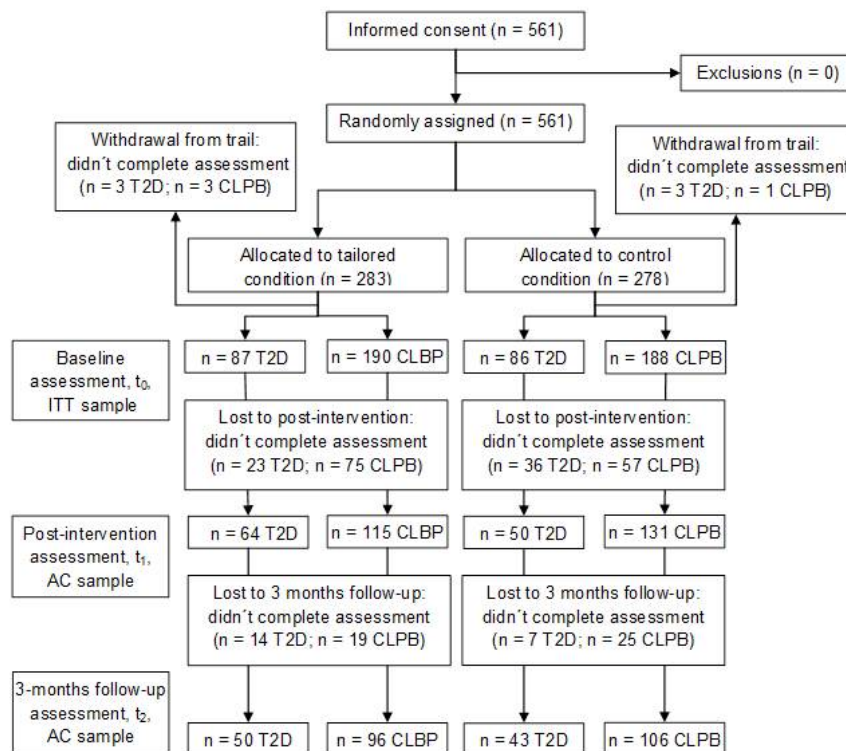 Informed consent (n = 561)
Exclusions (n = 0)
Randomly assigned (n = 561)
Withdrawal from trail:
didn´t complete assessment
(n = 3 T2D; n = 3 CLPB)
Withdrawal from trail:
didn´t complete assessment
(n = 3 T2D; n = 1 CLPB)
Allocated to tailored
condition (n = 283)
Allocated to control
condition (n = 278)
Baseline
assessment, t0,
ITT sample
n = 87 T2D
n = 190 CLBP
n = 86 T2D
n = 188 CLPB
Lost to post-intervention:
didn´t complete assessment
(n = 23 T2D; n = 75 CLPB)
Lost to post-intervention:
didn´t complete assessment
(n = 36 T2D; n = 57 CLPB)
Post-intervention
assessment, t1,
AC sample
n = 64 T2D
n = 115 CLBP
n = 50 T2D
n = 131 CLPB
Lost to 3 months follow-up:
didn´t complete assessment
(n = 14 T2D; n = 19 CLPB)
Lost to 3 months follow-up:
didn´t complete assessment
(n = 7 T2D; n = 25 CLPB)
3-months follow-up
assessment, t2,
AC sample
n = 50 T2D
n = 96 CLBP
n = 43 T2D
n = 106 CLPB